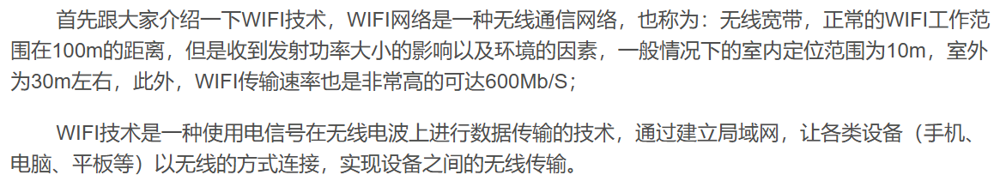 首先跟大家介绍一下WIFI技术，WIFI网络是一种无线通信网络，也称为：无线宽带，正常的WIFI工作范
围在100m的距离，但是收到发射功率大小的影响以及环境的因素，一般情况下的室内定位范围为10m，室外
为30m左右，此外，WIFI传输速率也是非常高的可达600Mb/S；
WIFI技术是一种使用电信号在无线电波上进行数据传输的技术，通过建立局域网，让各类设备（手机、
电脑、平板等）以无线的方式连接，实现设备之间的无线传输。